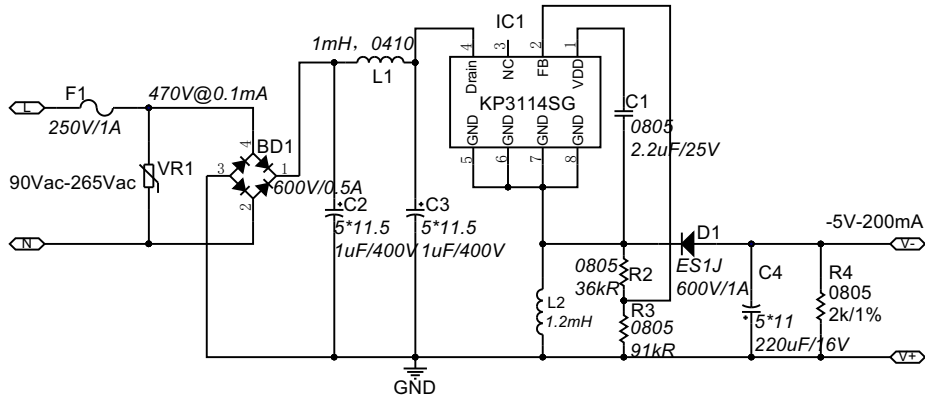 IC1
1mH，0410
L1
4
3
2
1
Drain
NC
FB
VDD
KP3114SG
GND
GND
GND
GND
5
6
7
8
C1
0805
2.2uF/25V
L
F1
250V/1A
470V@0.1mA
90Vac-265Vac
VR1
N
BD1
4
3
1
2
600V/0.5A
C2
5*11.5
1uF/400V
C3
5*11.5
1uF/400V
GND
L2
1.2mH
0805
R2
36kR
R3
0805
91kR
D1
ES1J
600V/1A
-5V-200mA
V-
C4
5*11
220uF/16V
R4
0805
2k/1%
V+